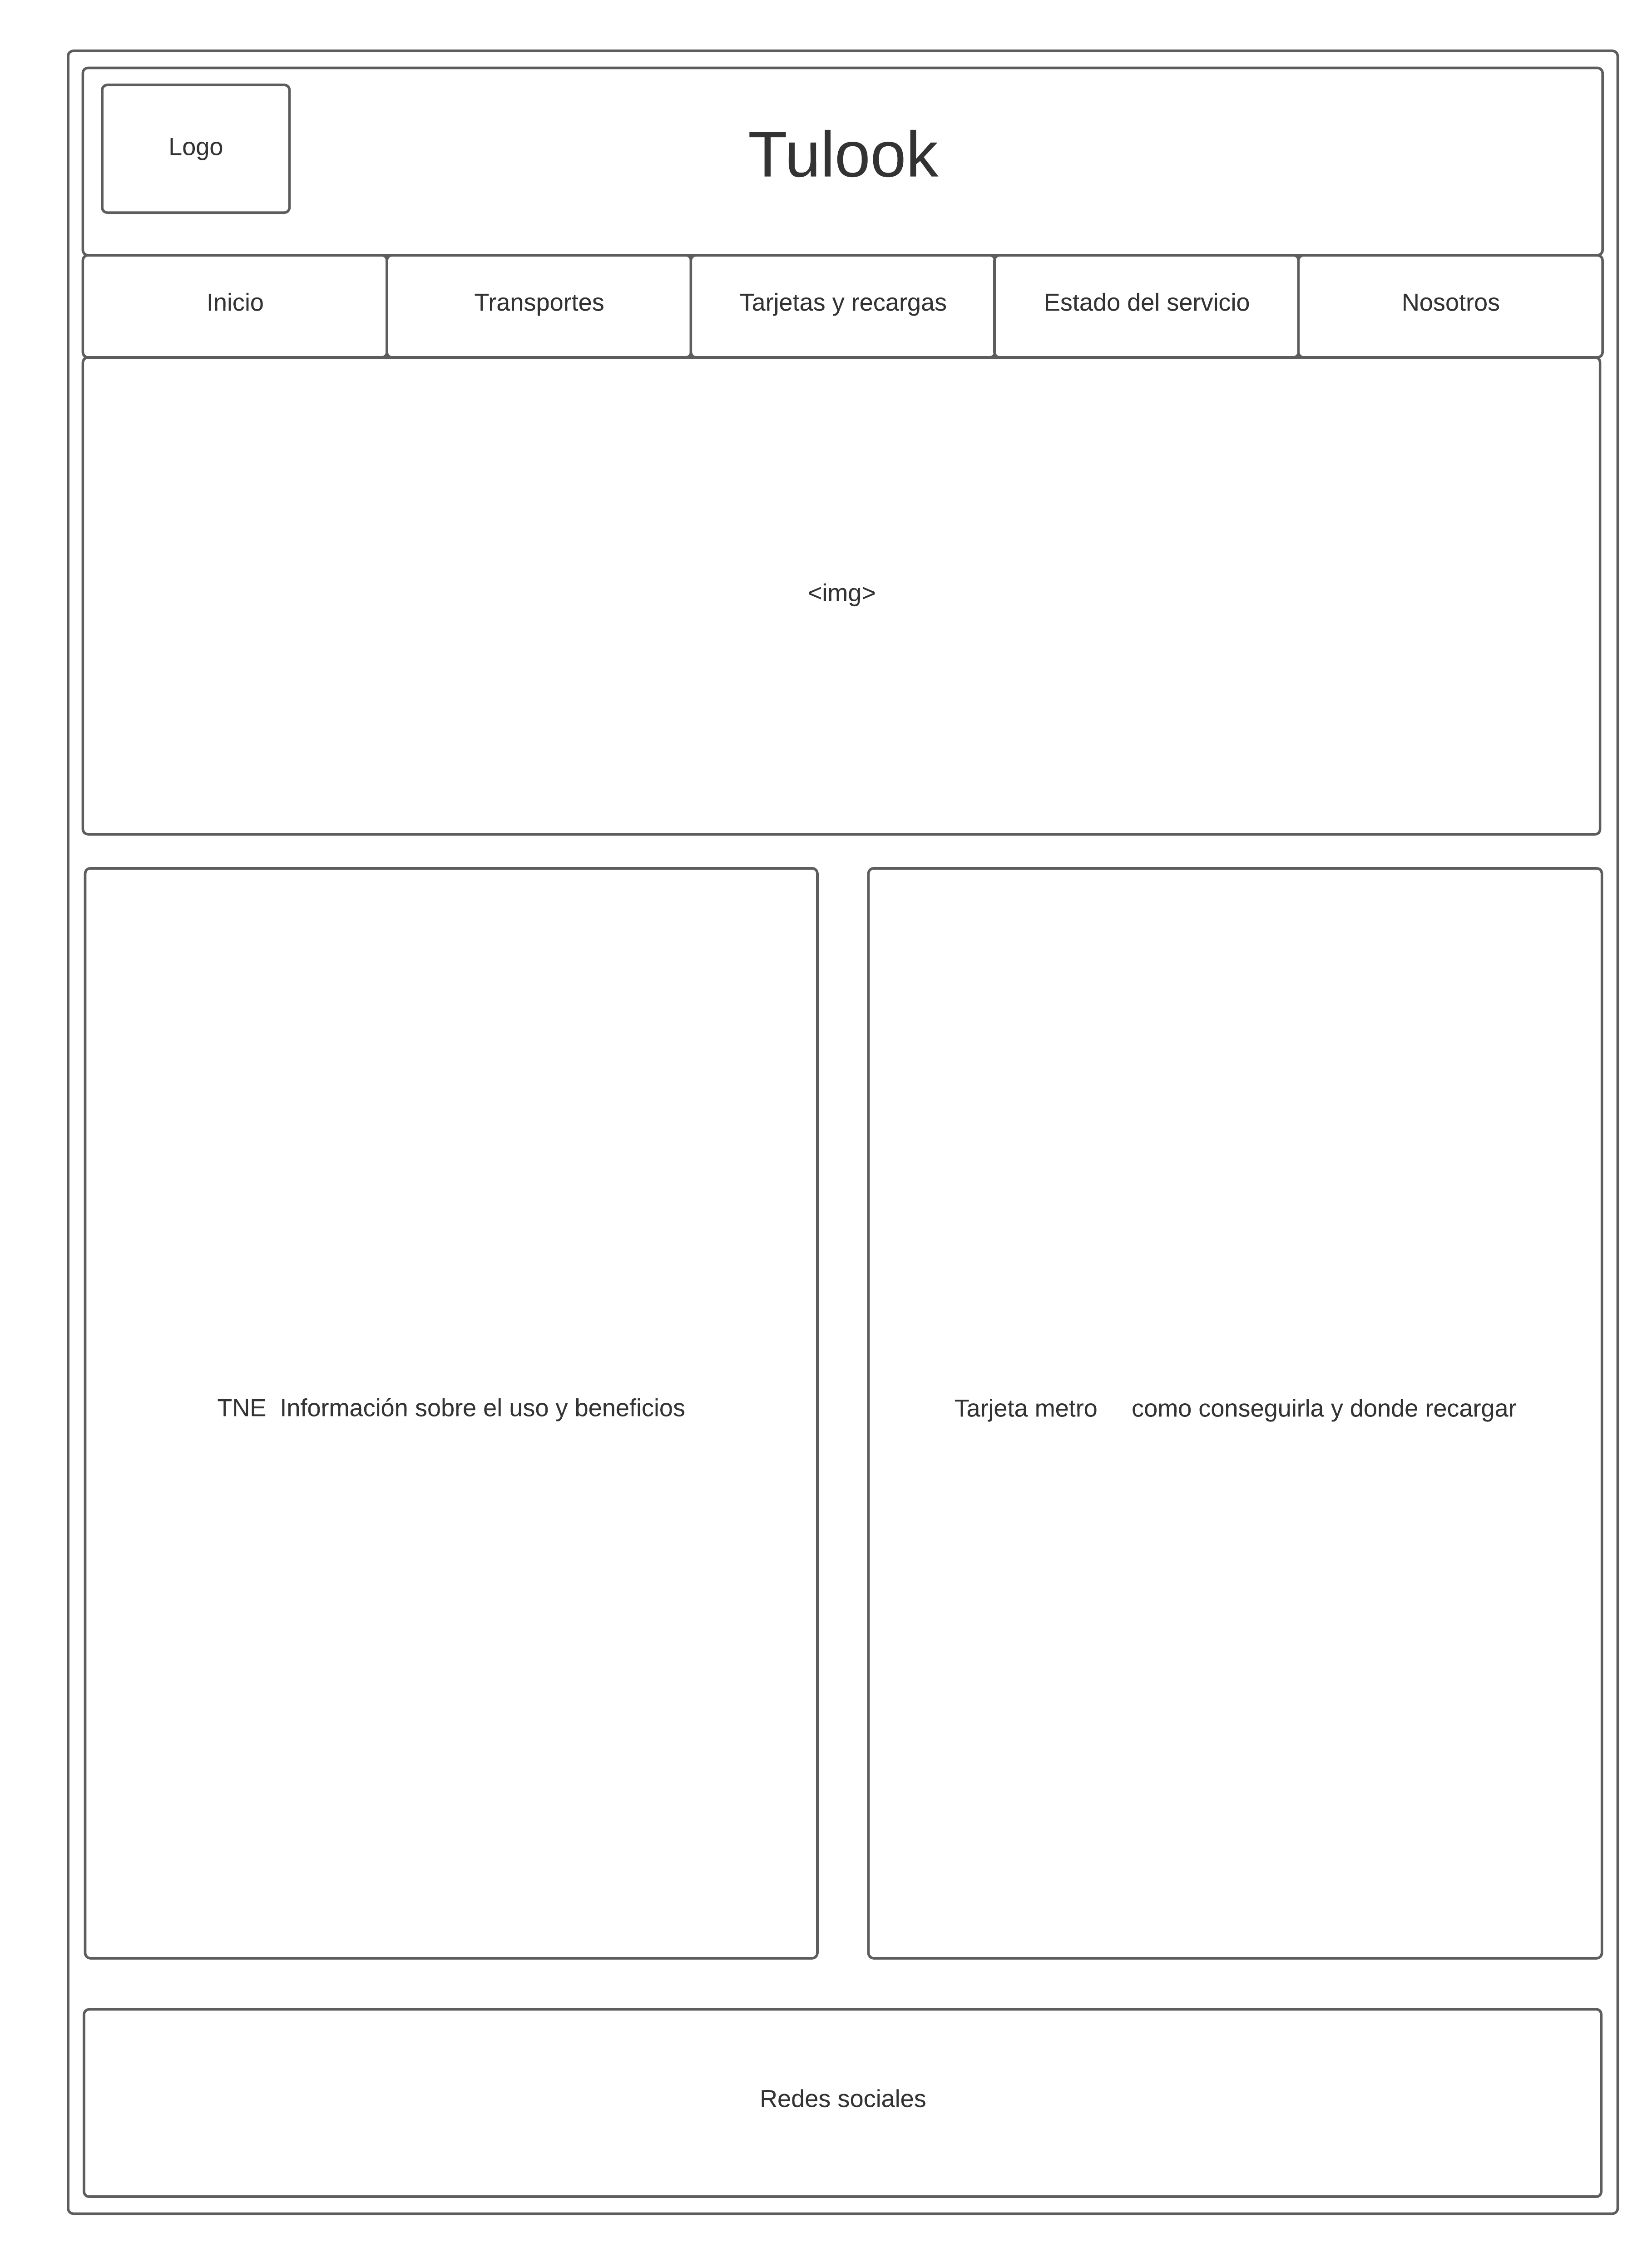 Logo
Tulook
Inicio
Transportes
Tarjetas y recargas
Estado del servicio
Nosotros
<img>
TNE  Información sobre el uso y beneficios
Tarjeta metro     como conseguirla y donde recargar
Redes sociales